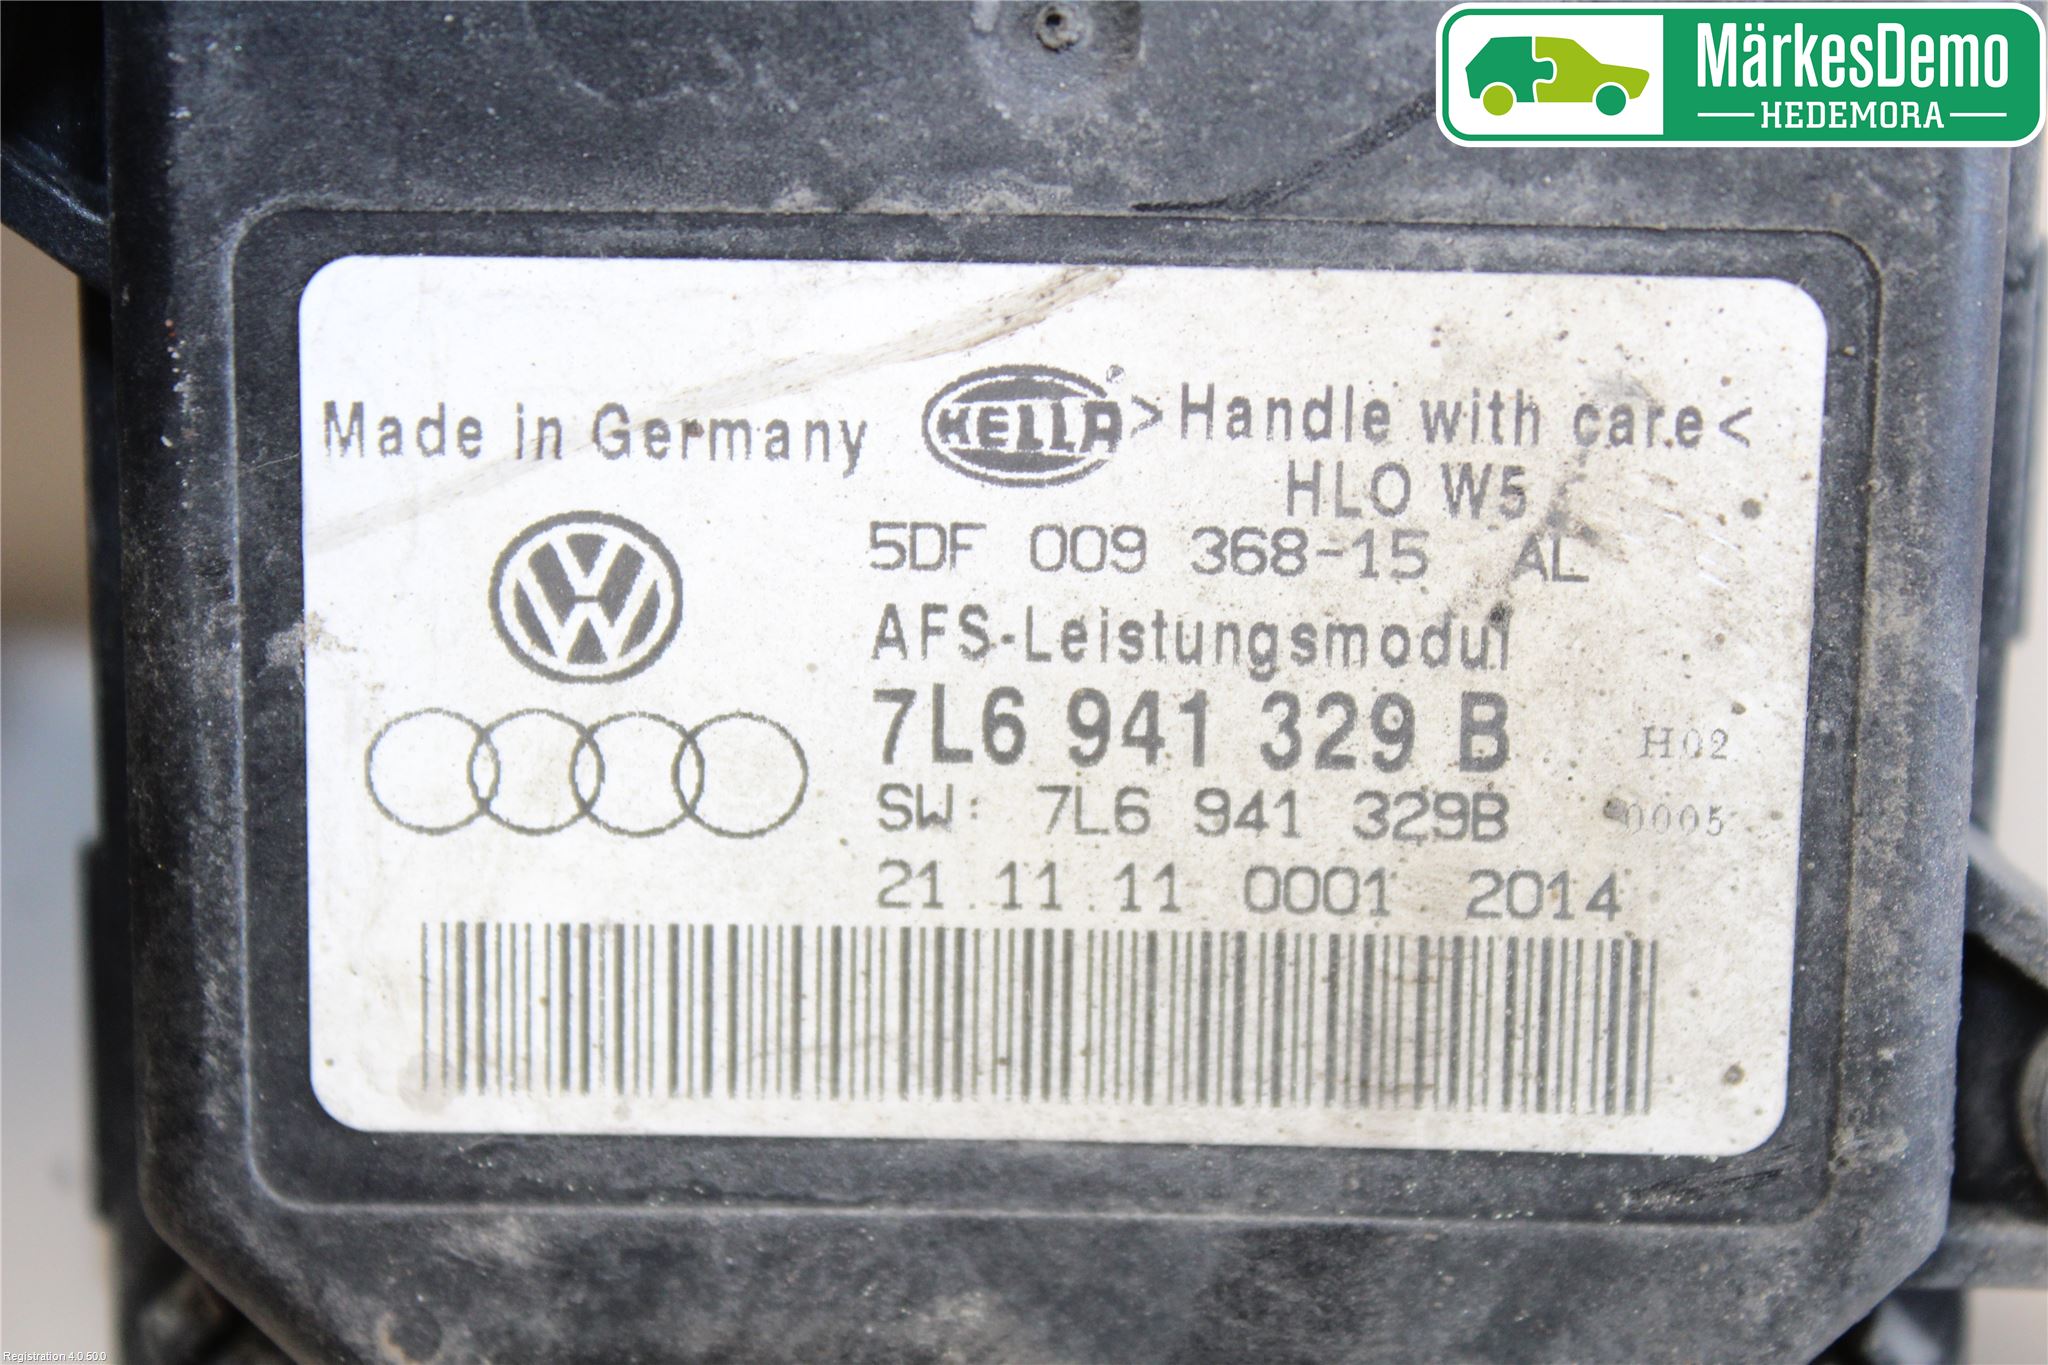 MärkesDemo
HEDEMORA
Made in Germany HELLA >Handle with care<
HLO W5
5DF 009 368-15 AL
AFS-Leistungsmodul
7L6 941 329 B H02
SW: 7L6 941 329B 0005
21.11.11 0001 2014
Registration 4.0.50.0